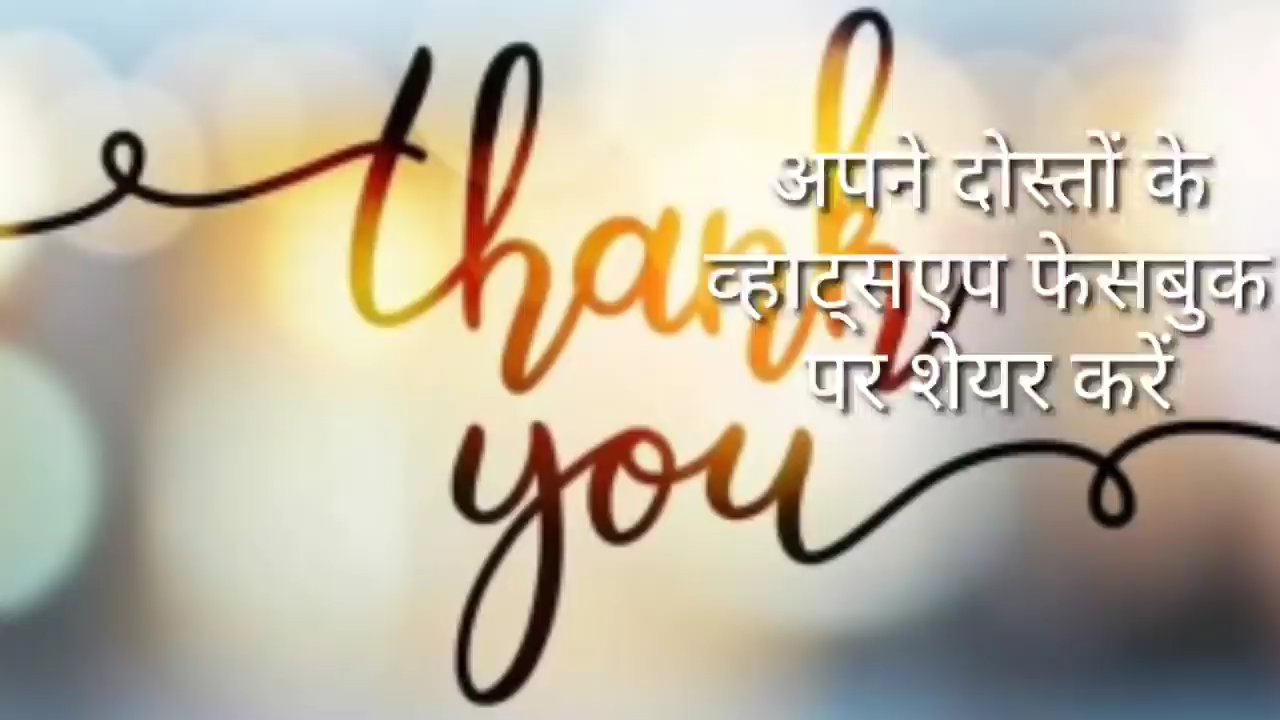 thank
you
अपने दोस्तों के
व्हाट्सएप फेसबुक
पर शेयर करें